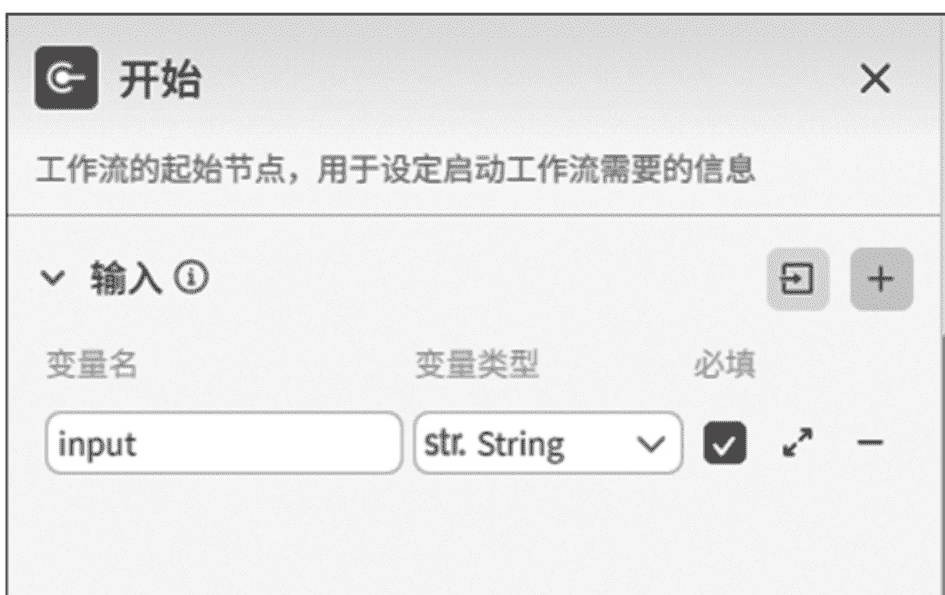 开始
工作流的起始节点，用于设定启动工作流需要的信息
输入
变量名 变量类型 必填
input str. String